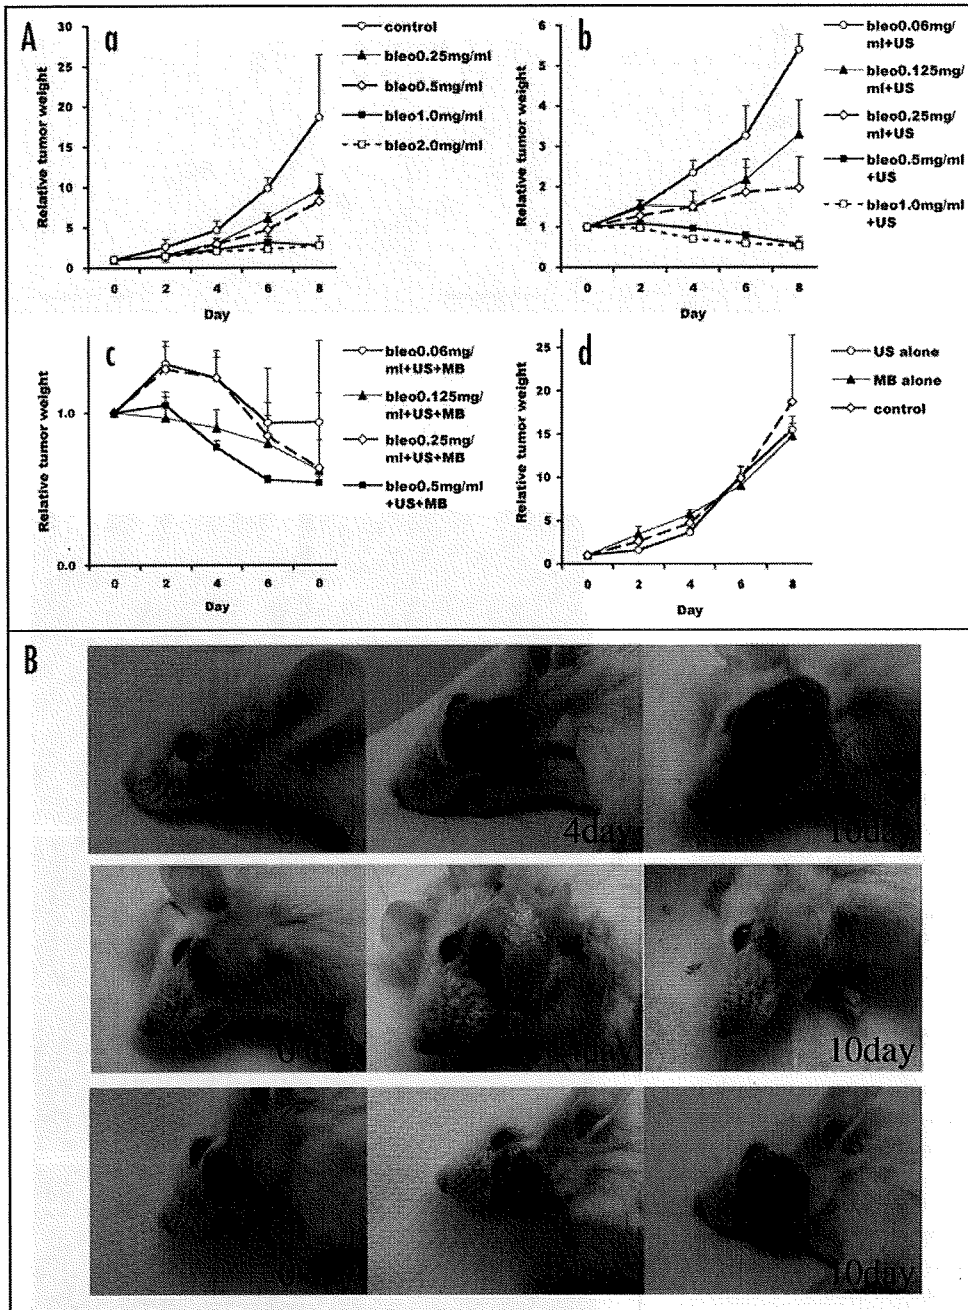 A
a
Relative tumor weight
30
25
20
15
10
5
0
0 2 4 6 8
Day
control
bleo0.25mg/ml
bleo0.5mg/ml
bleo1.0mg/ml
bleo2.0mg/ml
b
Relative tumor weight
6
5
4
3
2
1
0
0 2 4 6 8
Day
bleo0.06mg/
ml+US
bleo0.125mg/
ml+US
bleo0.25mg/
ml+US
bleo0.5mg/ml
+US
bleo1.0mg/ml
+US
c
Relative tumor weight
1.0
0.0
0 2 4 6 8
Day
bleo0.06mg/
ml+US+MB
bleo0.125mg/
ml+US+MB
bleo0.25mg/
ml+US+MB
bleo0.5mg/ml
+US+MB
d
Relative tumor weight
25
20
15
10
5
0
0 2 4 6 8
Day
US alone
MB alone
control
B
4day
10day
10day
10day